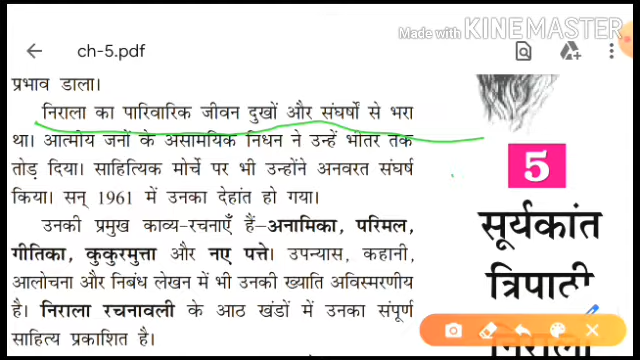 Made with KINEMASTER
ch-5.pdf
प्रभाव डाला।
निराला का पारिवारिक जीवन दुखों और संघर्षों से भरा
था। आत्मीय जनों के असामयिक निधन ने उन्हें भीतर तक
तोड़ दिया। साहित्यिक मोर्चे पर भी उन्होंने अनवरत संघर्ष
किया। सन् 1961 में उनका देहांत हो गया।
उनकी प्रमुख काव्य-रचनाएँ हैं–अनामिका, परिमल,
गीतिका, कुकुरमुत्ता और नए पत्ते। उपन्यास, कहानी,
आलोचना और निबंध लेखन में भी उनकी ख्याति अविस्मरणीय
है। निराला रचनावली के आठ खंडों में उनका संपूर्ण
साहित्य प्रकाशित है।
5
सूर्यकांत
त्रिपाठी
निराला